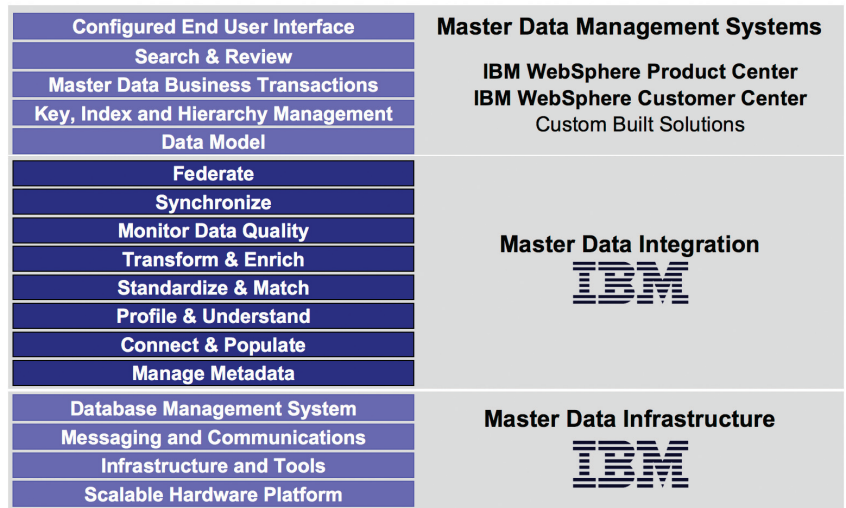 Configured End User Interface
Search & Review
Master Data Business Transactions
Key, Index and Hierarchy Management
Data Model
Master Data Management Systems
IBM WebSphere Product Center
IBM WebSphere Customer Center
Custom Built Solutions
Federate
Synchronize
Monitor Data Quality
Transform & Enrich
Standardize & Match
Profile & Understand
Connect & Populate
Manage Metadata
Master Data Integration
IBM
Database Management System
Messaging and Communications
Infrastructure and Tools
Scalable Hardware Platform
Master Data Infrastructure
IBM